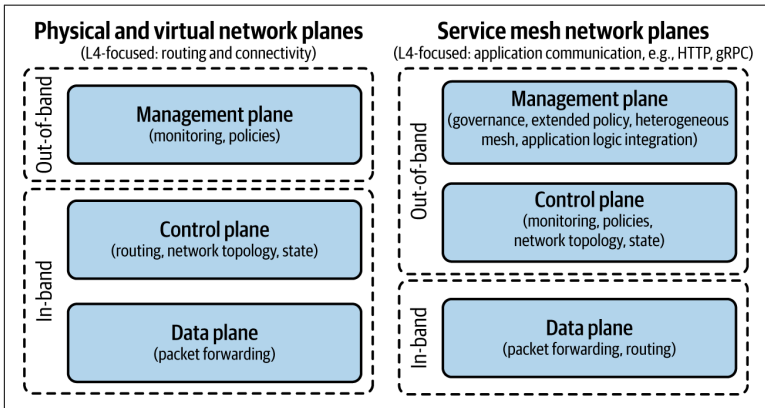 Physical and virtual network planes
(L4-focused: routing and connectivity)
Out-of-band
Management plane
(monitoring, policies)
In-band
Control plane
(routing, network topology, state)
Data plane
(packet forwarding)
Service mesh network planes
(L4-focused: application communication, e.g., HTTP, gRPC)
Out-of-band
Management plane
(governance, extended policy, heterogeneous
mesh, application logic integration)
Control plane
(monitoring, policies,
network topology, state)
In-band
Data plane
(packet forwarding, routing)